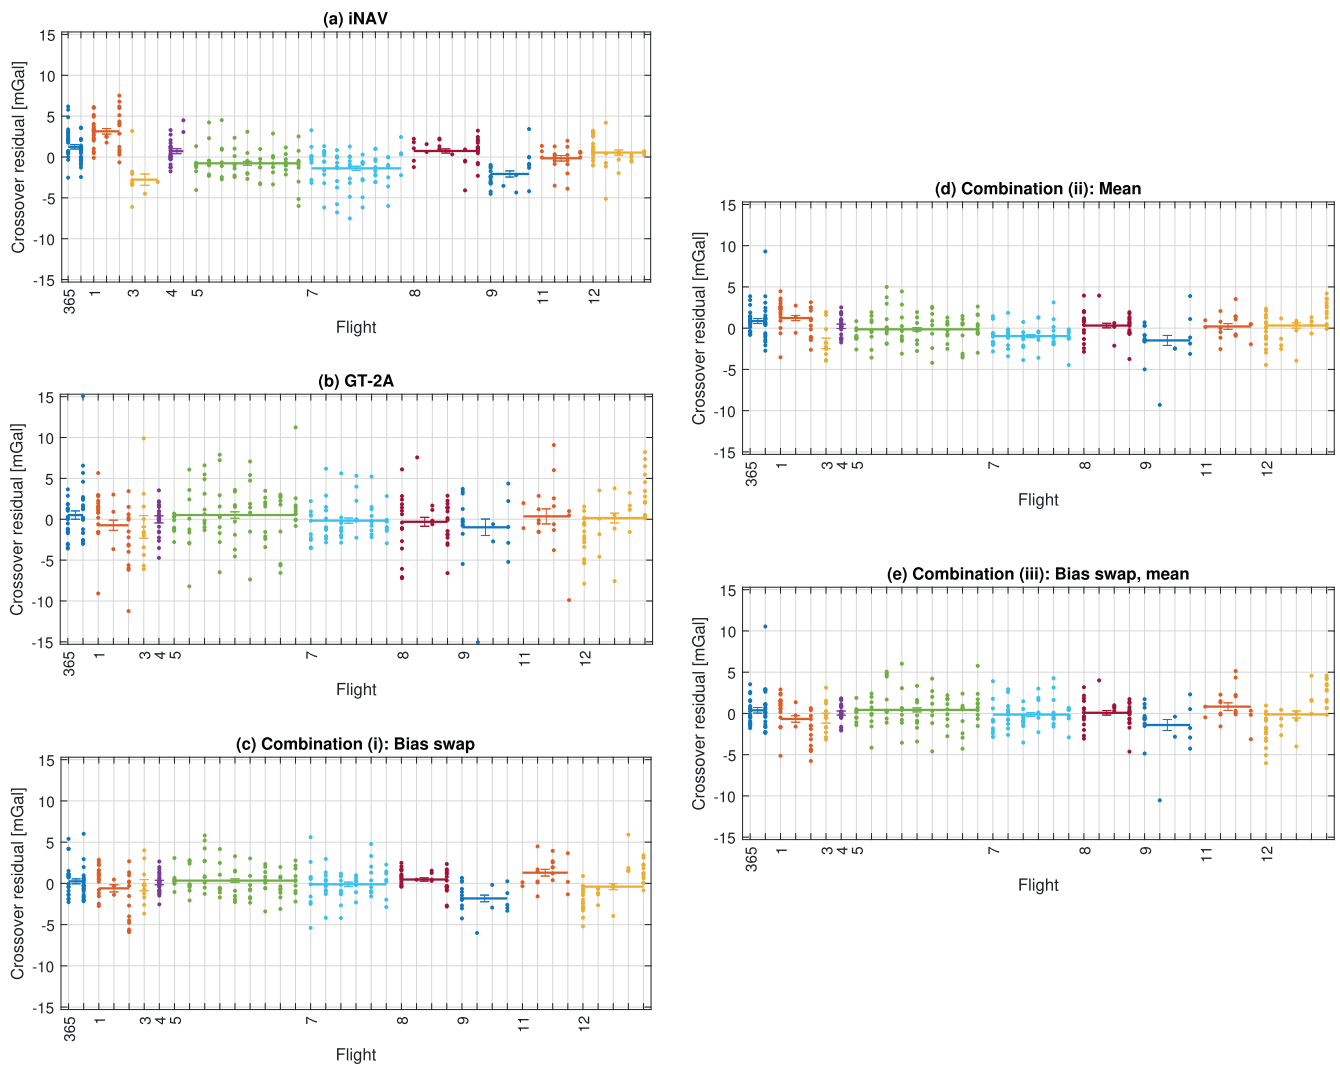 (a) iNAV
15
10
5
0
-5
-10
-15
Crossover residual [mGal]
365 1 3 4 5 7 8 9 11 12
Flight
(b) GT-2A
15
10
5
0
-5
-10
-15
Crossover residual [mGal]
365 1 3 4 5 7 8 9 11 12
Flight
(c) Combination (i): Bias swap
15
10
5
0
-5
-10
-15
Crossover residual [mGal]
365 1 3 4 5 7 8 9 11 12
Flight
(d) Combination (ii): Mean
15
10
5
0
-5
-10
-15
Crossover residual [mGal]
365 1 3 4 5 7 8 9 11 12
Flight
(e) Combination (iii): Bias swap, mean
15
10
5
0
-5
-10
-15
Crossover residual [mGal]
365 1 3 4 5 7 8 9 11 12
Flight